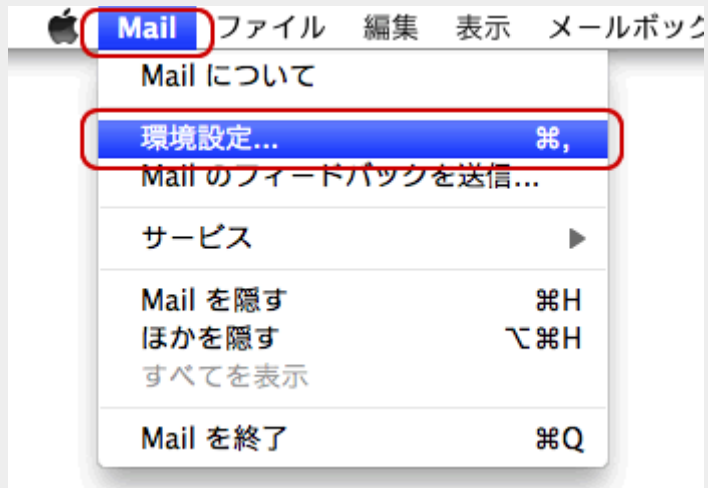 Mail ファイル 編集 表示 メールボック
Mail について
環境設定... ⌘,
Mail のフィードバックを送信...
サービス ▶
Mail を隠す ⌘H
ほかを隠す ⌥⌘H
すべてを表示
Mail を終了 ⌘Q